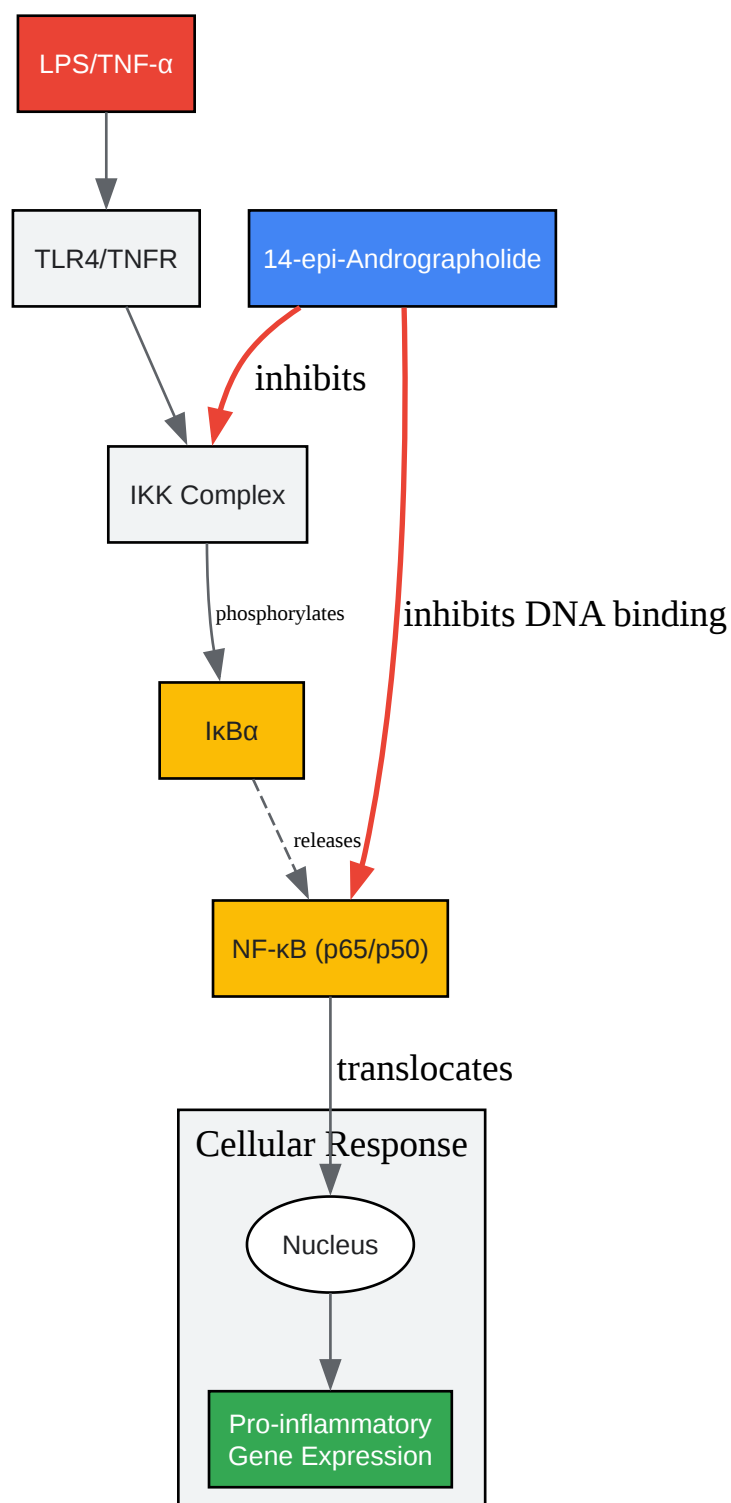 LPS/TNF-α
TLR4/TNFR
14-epi-Andrographolide
inhibits
IKK Complex
phosphorylates
inhibits DNA binding
IκBα
releases
NF-κB (p65/p50)
translocates
Cellular Response
Nucleus
Pro-inflammatory
Gene Expression